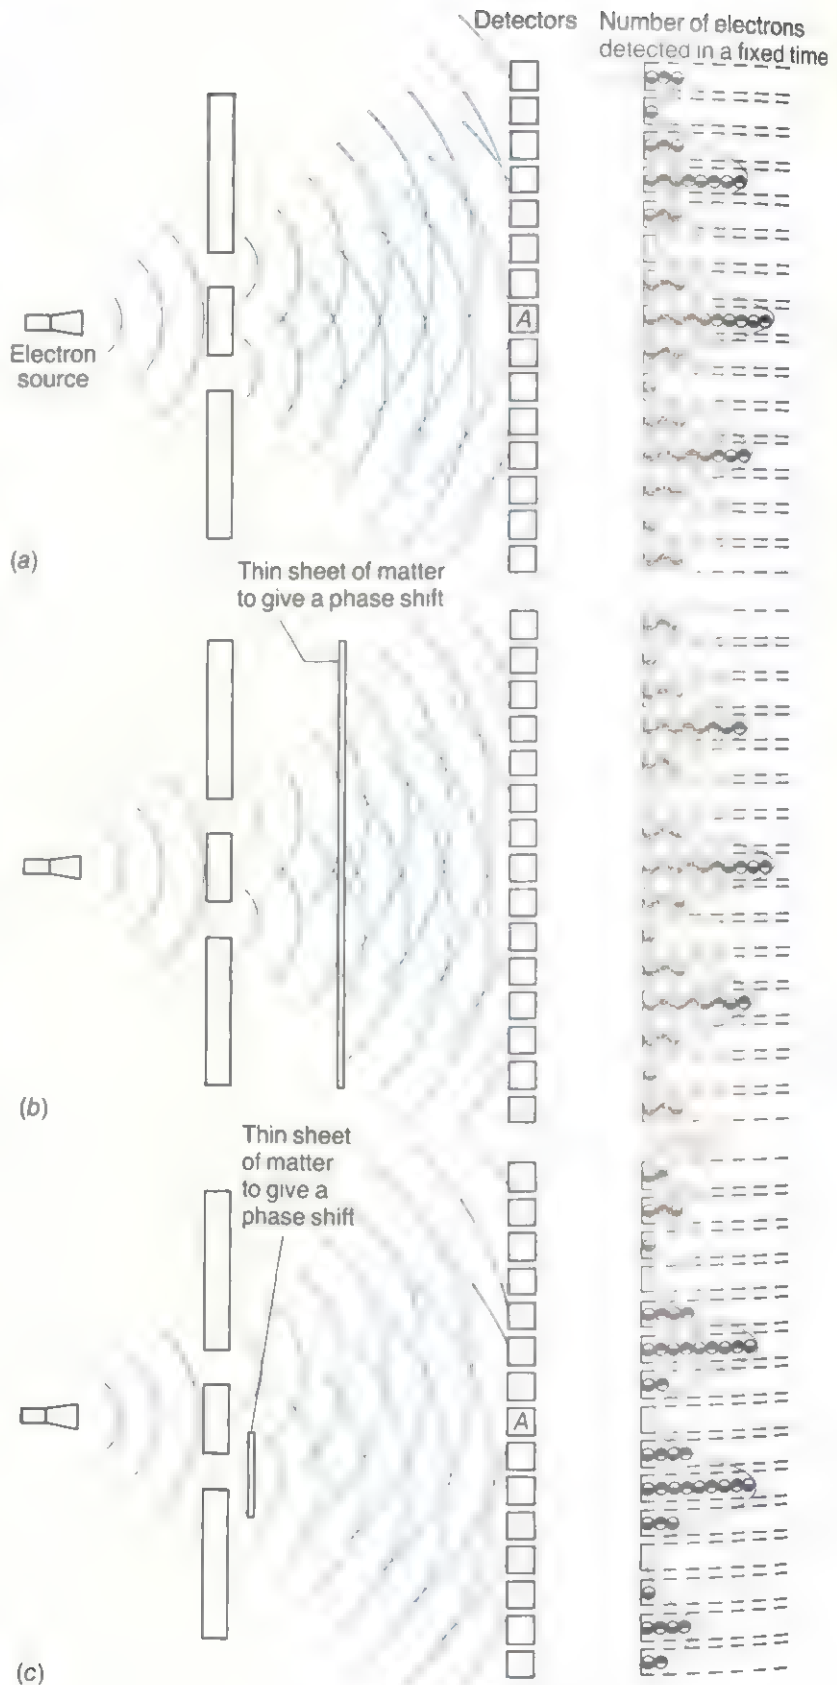 Detectors
Number of electrons
detected in a fixed time
A
Electron
source
(a)
Thin sheet of matter
to give a phase shift
(b)
Thin sheet
of matter
to give a
phase shift
A
(c)